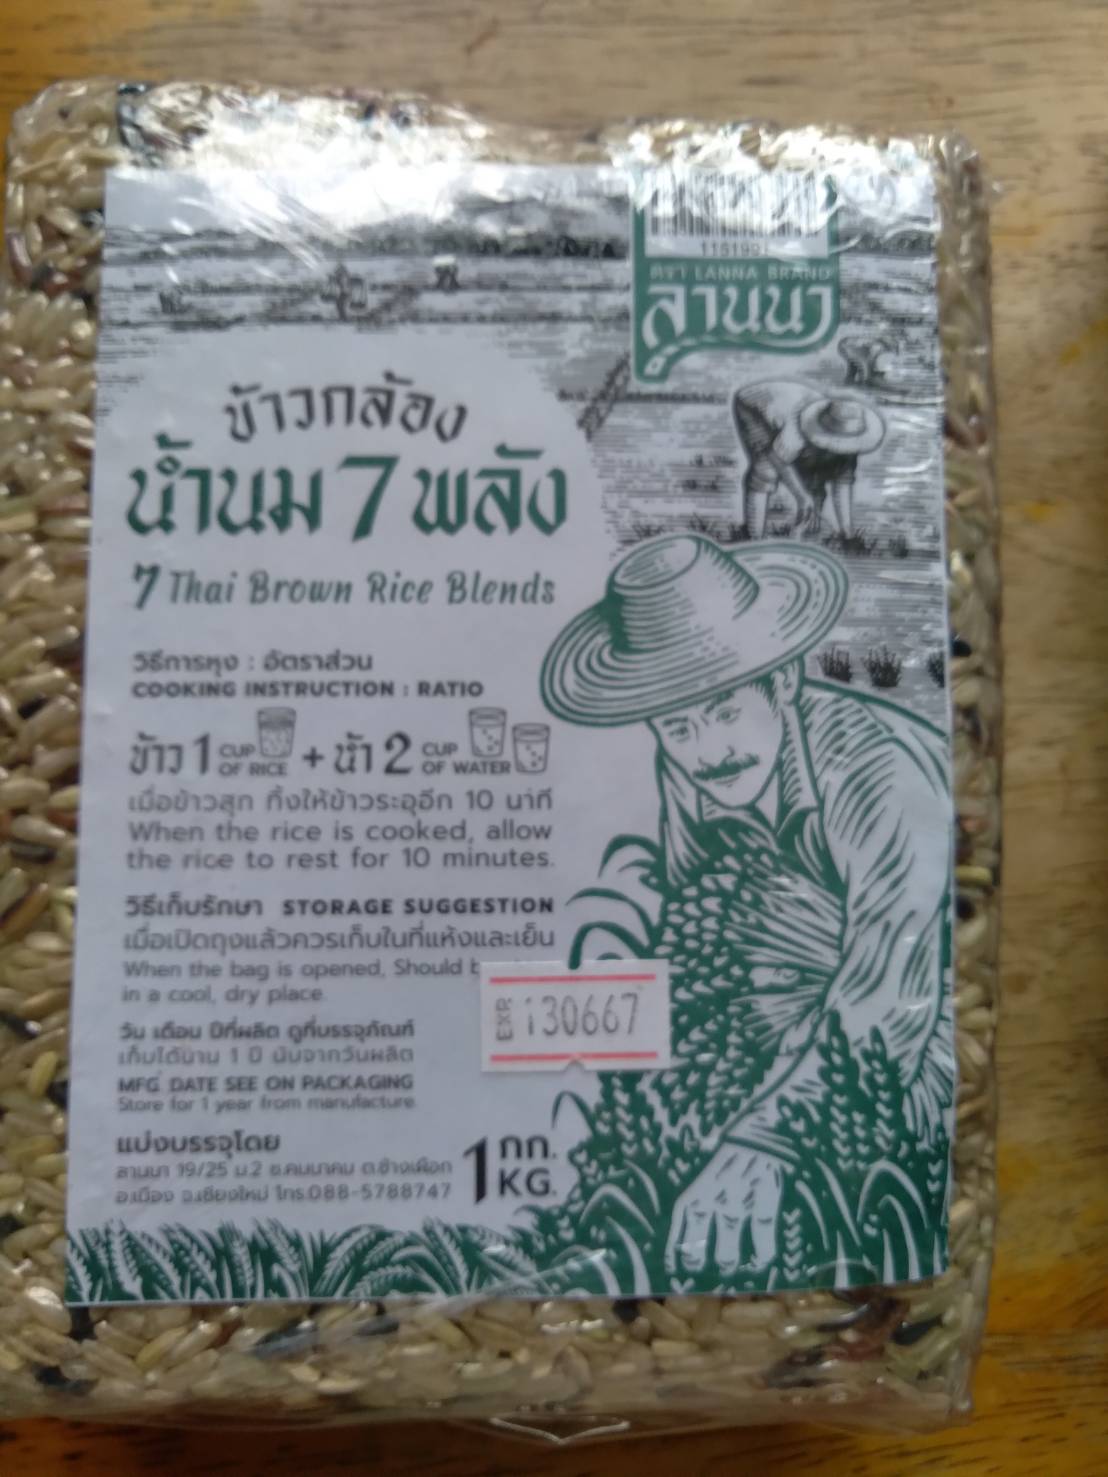 ตรา LANNA BRAND
ลานนา
ข้าวกล้อง
น้ำนม 7 พลัง
7 Thai Brown Rice Blends
วิธีการหุง : อัตราส่วน
COOKING INSTRUCTION : RATIO
ข้าว 1 CUP OF RICE + น้ำ 2 CUP OF WATER
เมื่อข้าวสุก ทิ้งให้ข้าวระอุอีก 10 นาที
When the rice is cooked, allow
the rice to rest for 10 minutes.
วิธีเก็บรักษา STORAGE SUGGESTION
เมื่อเปิดถุงแล้วควรเก็บในที่แห้งและเย็น
When the bag is opened, Should
in a cool, dry place.
EXP. 130667
วัน เดือน ปีที่ผลิต ดูที่บรรจุภัณฑ์
เก็บได้นาน 1 ปี นับจากวันผลิต
MFG. DATE SEE ON PACKAGING
Store for 1 year from manufacture.
แบ่งบรรจุโดย
ลานนา 19/25 ม.2 ซ.คมนาคม ต.ช้างเผือก
อ.เมือง จ.เชียงใหม่ โทร.088-5788747
1 กก.
KG.